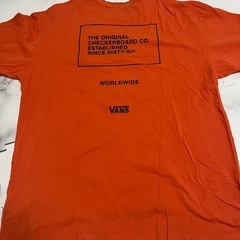 THE ORIGINAL
CHECKERBOARD CO.
ESTABLISHED
SINCE SIXTY-SIX
WORLDWIDE
VANS